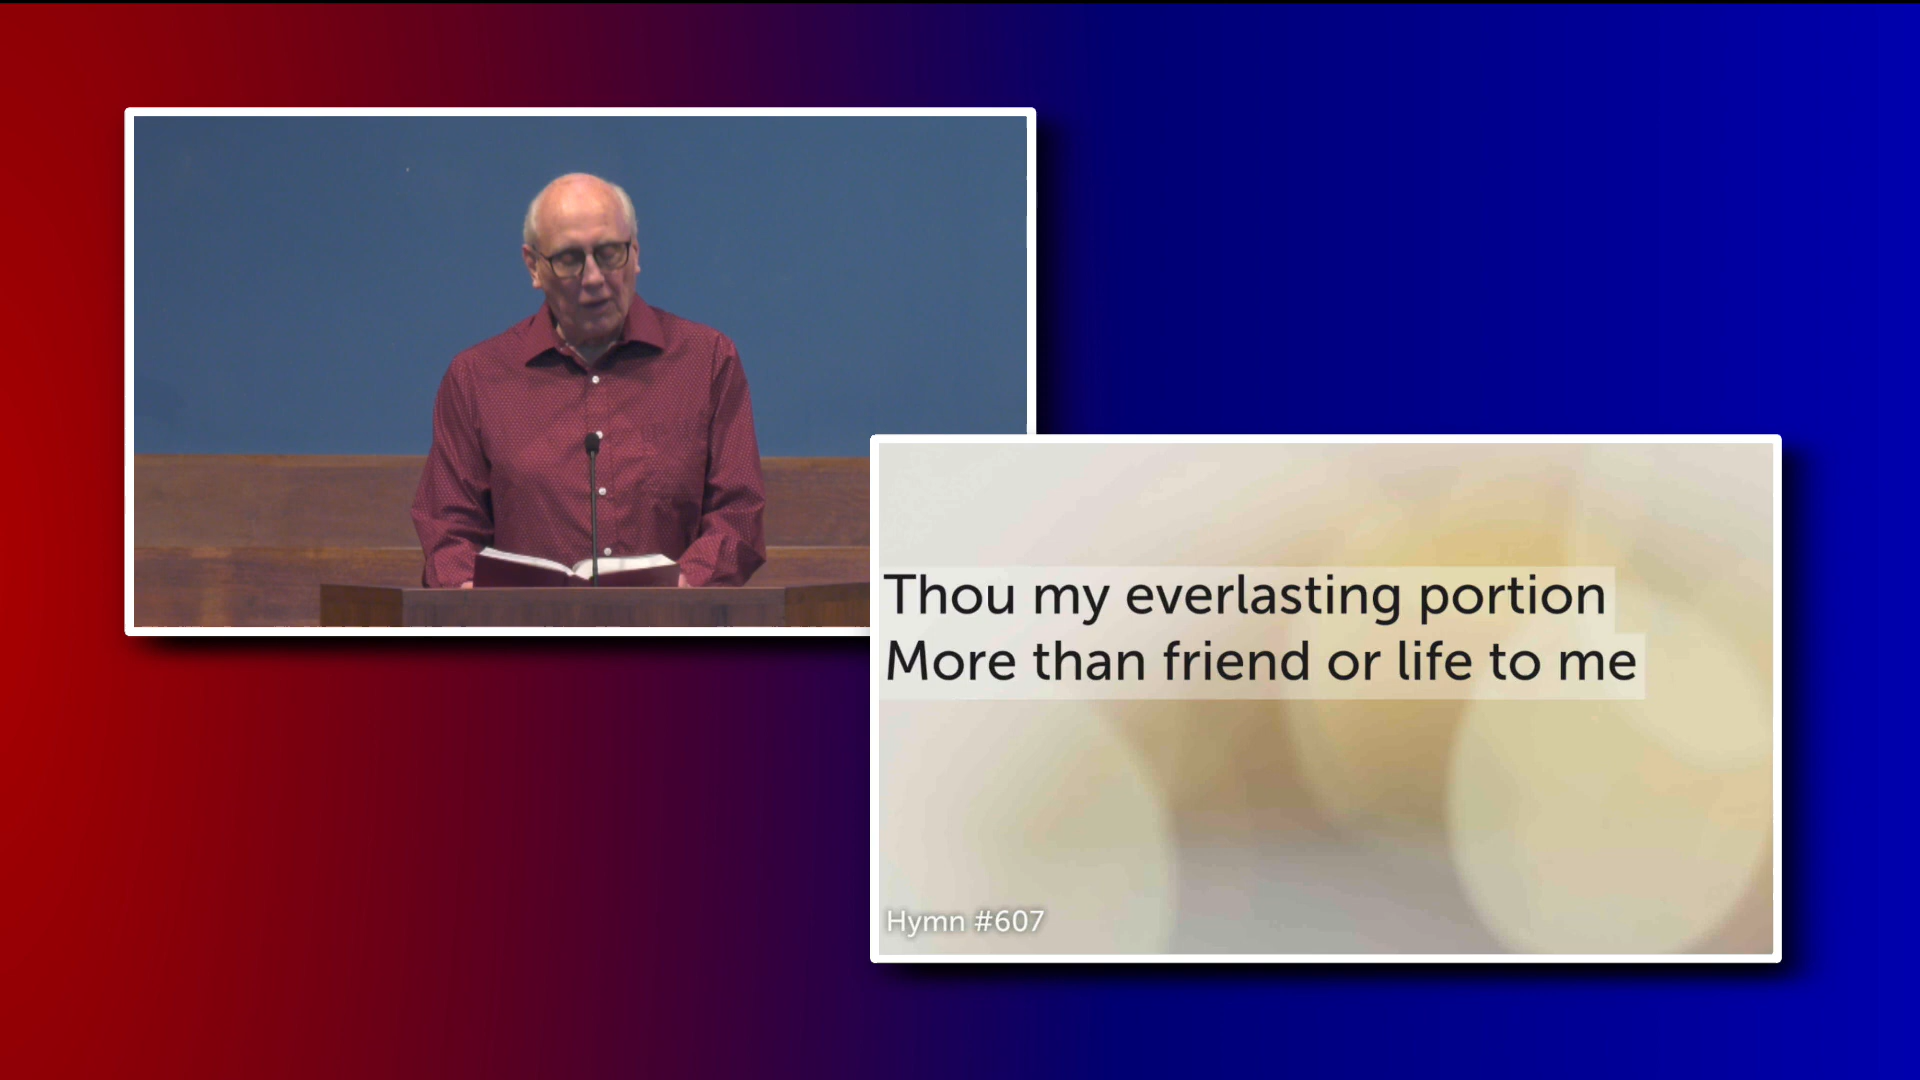 Thou my everlasting portion
More than friend or life to me
Hymn #607